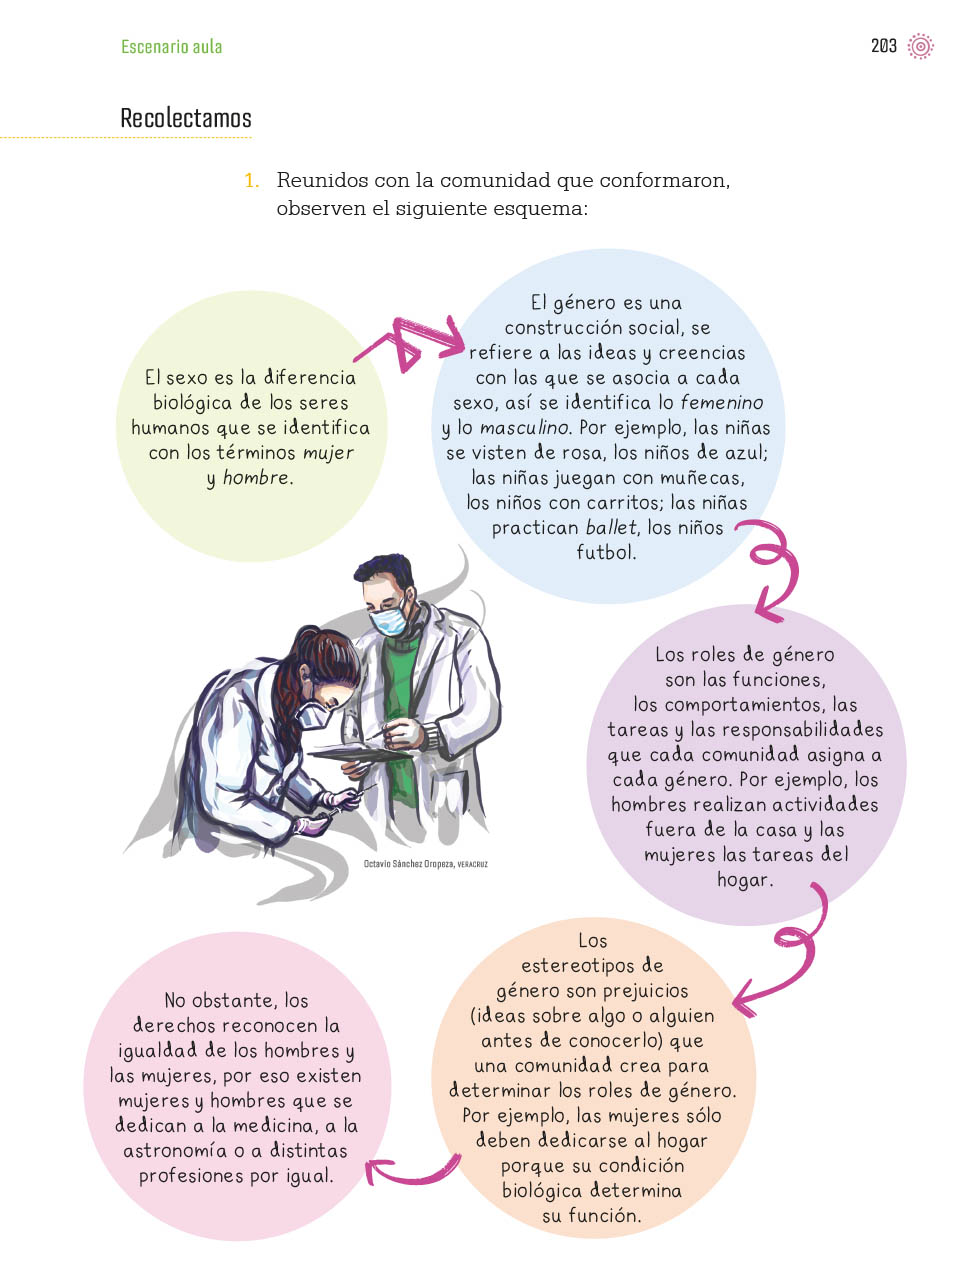 Escenario aula
203
Recolectamos
1. Reunidos con la comunidad que conformaron,
observen el siguiente esquema:
El sexo es la diferencia
biológica de los seres
humanos que se identifica
con los términos mujer
y hombre.
El género es una
construcción social, se
refiere a las ideas y creencias
con las que se asocia a cada
sexo, así se identifica lo femenino
y lo masculino. Por ejemplo, las niñas
se visten de rosa, los niños de azul;
las niñas juegan con muñecas,
los niños con carritos; las niñas
practican ballet, los niños
futbol.
Los roles de género
son las funciones,
los comportamientos, las
tareas y las responsabilidades
que cada comunidad asigna a
cada género. Por ejemplo, los
hombres realizan actividades
fuera de la casa y las
mujeres las tareas del
hogar.
Octavio Sánchez Oropeza, VERACRUZ
Los
estereotipos de
género son prejuicios
(ideas sobre algo o alguien
antes de conocerlo) que
una comunidad crea para
determinar los roles de género.
Por ejemplo, las mujeres sólo
deben dedicarse al hogar
porque su condición
biológica determina
su función.
No obstante, los
derechos reconocen la
igualdad de los hombres y
las mujeres, por eso existen
mujeres y hombres que se
dedican a la medicina, a la
astronomía o a distintas
profesiones por igual.